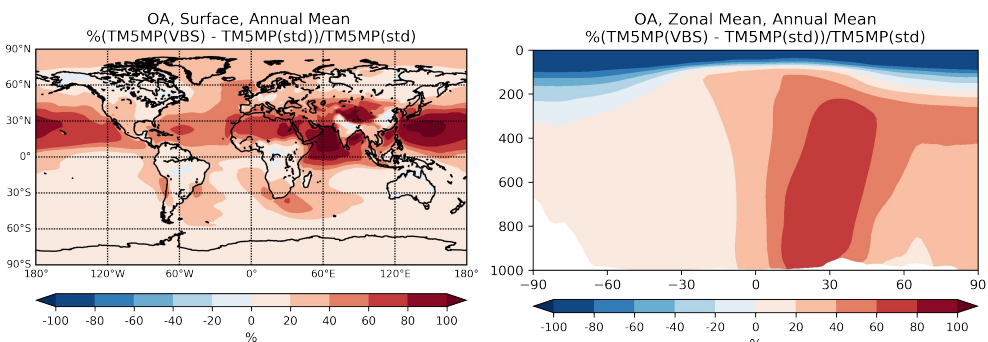 OA, Surface, Annual Mean
%(TM5MP(VBS) - TM5MP(std))/TM5MP(std)
90°N
60°N
30°N
0°
30°S
60°S
90°S
180° 120°W 60°W 0° 60°E 120°E 180°
-100 -80 -60 -40 -20 0 20 40 60 80 100
%
OA, Zonal Mean, Annual Mean
%(TM5MP(VBS) - TM5MP(std))/TM5MP(std)
0
200
400
600
800
1000
−90 −60 −30 0 30 60 90
-100 -80 -60 -40 -20 0 20 40 60 80 100
%